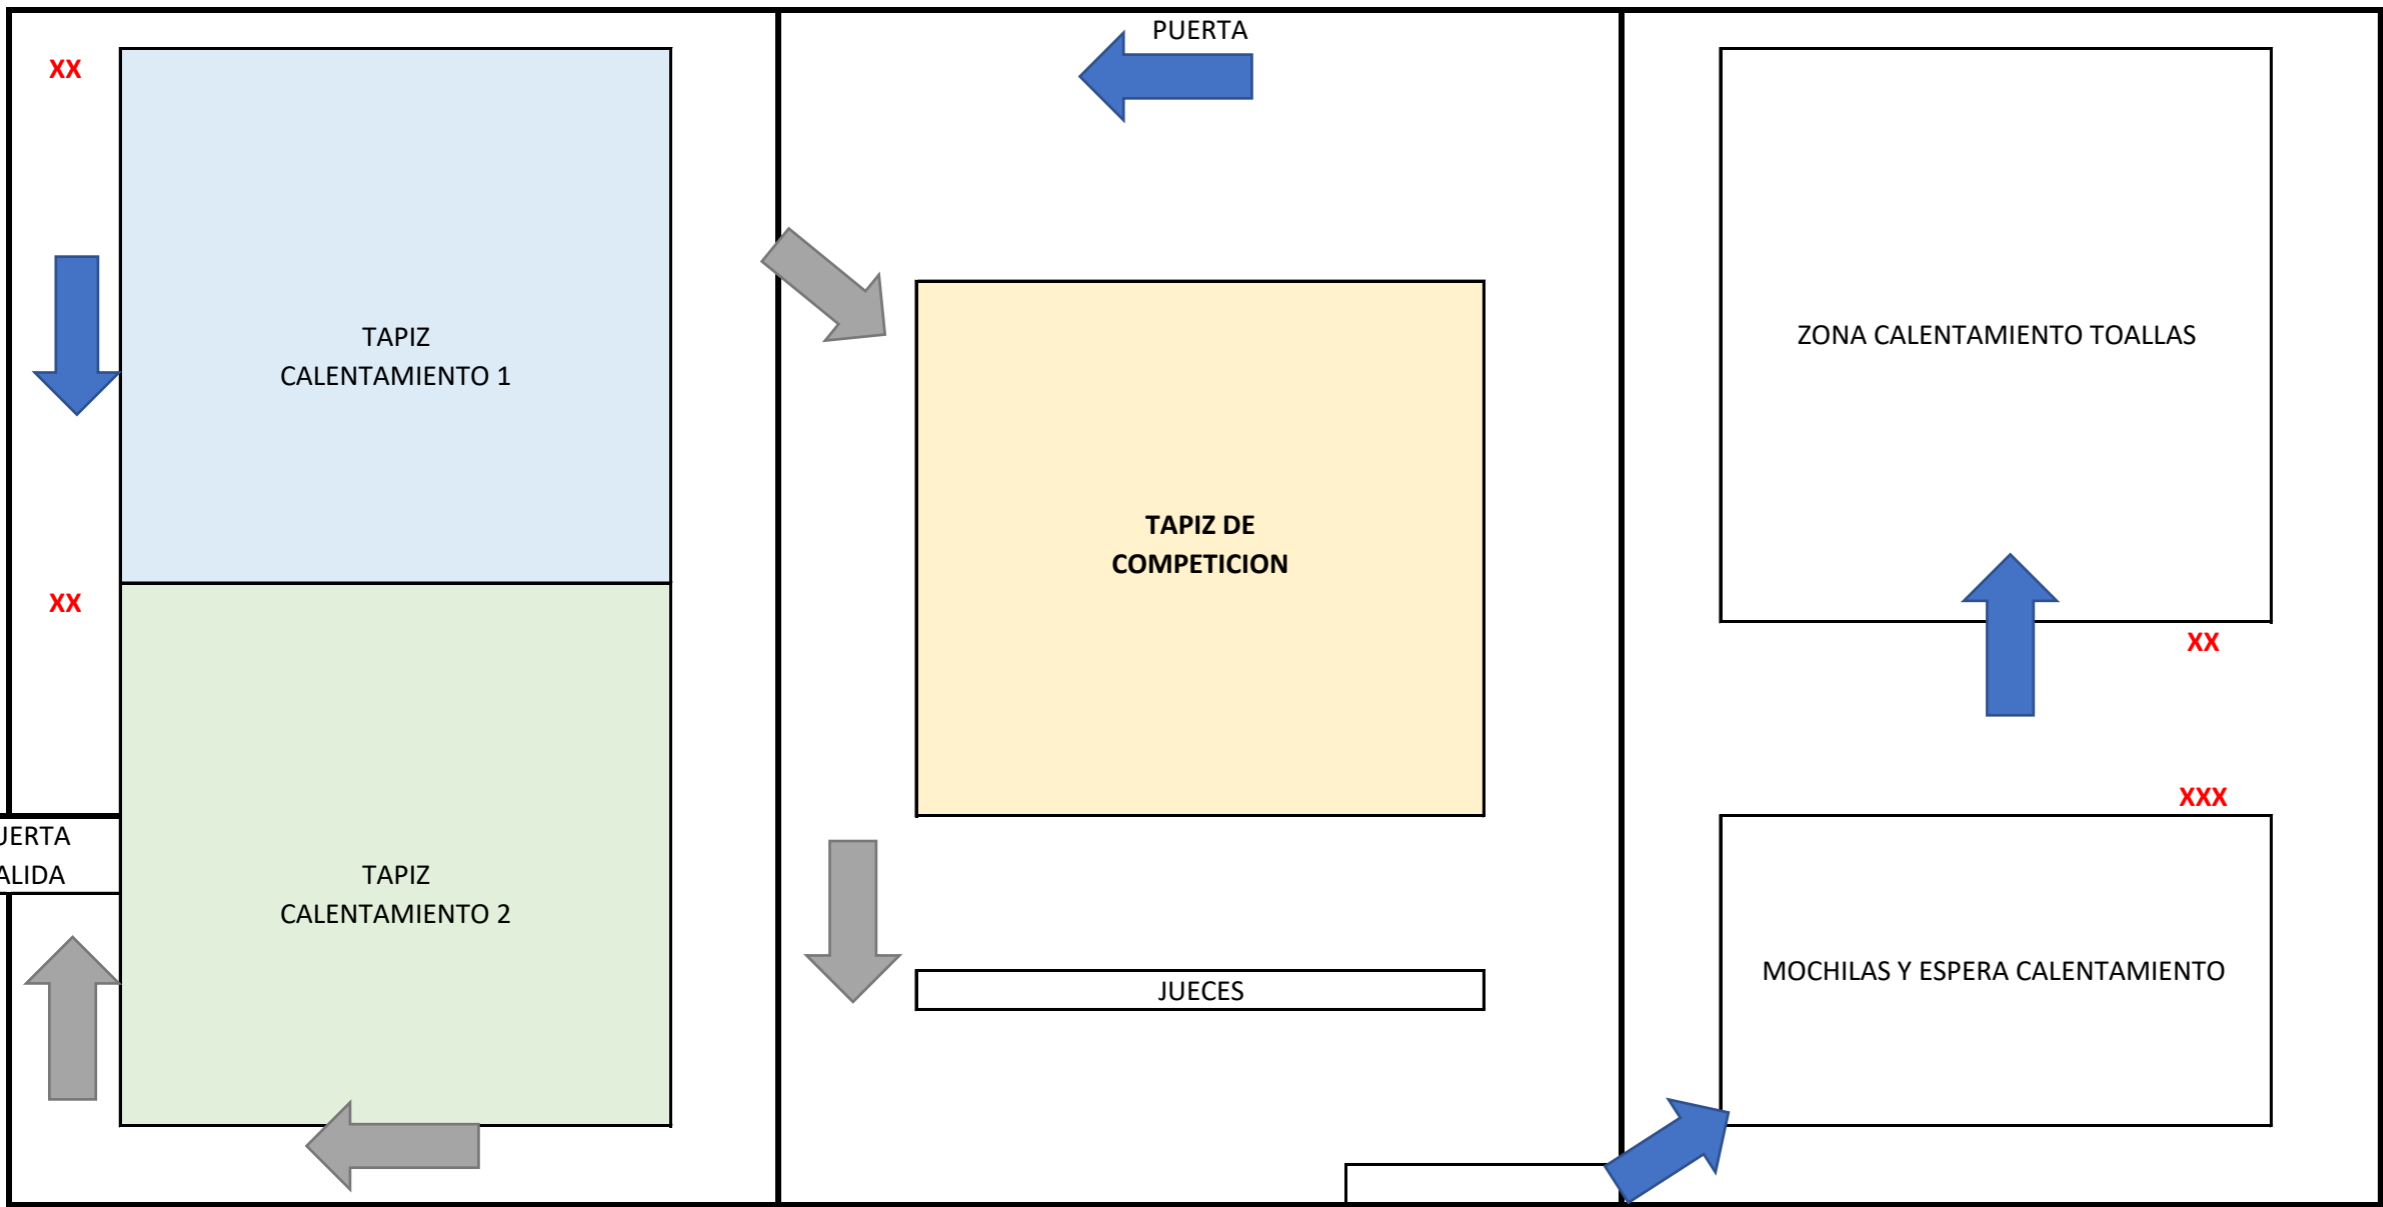 PUERTA
XX
TAPIZ
CALENTAMIENTO 1
ZONA CALENTAMIENTO TOALLAS
TAPIZ DE
COMPETICION
XX
XX
XXX
UERTA
ALIDA
TAPIZ
CALENTAMIENTO 2
JUECES
MOCHILAS Y ESPERA CALENTAMIENTO